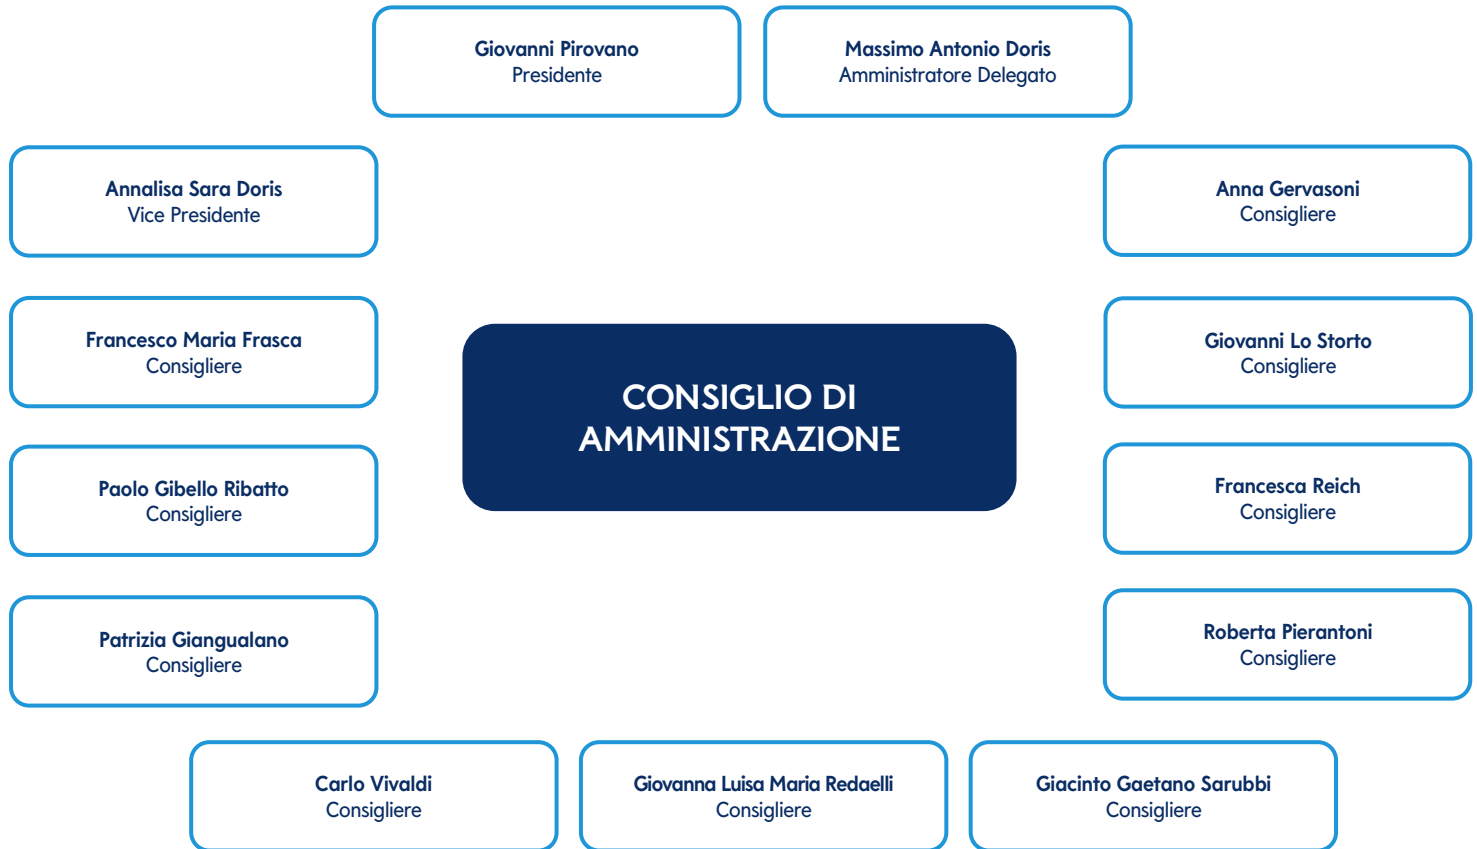 Giovanni Pirovano
Presidente
Massimo Antonio Doris
Amministratore Delegato
Annalisa Sara Doris
Vice Presidente
Anna Gervasoni
Consigliere
Francesco Maria Frasca
Consigliere
Giovanni Lo Storto
Consigliere
CONSIGLIO DI
AMMINISTRAZIONE
Paolo Gibello Ribatto
Consigliere
Francesca Reich
Consigliere
Patrizia Giangualano
Consigliere
Roberta Pierantoni
Consigliere
Carlo Vivaldi
Consigliere
Giovanna Luisa Maria Redaelli
Consigliere
Giacinto Gaetano Sarubbi
Consigliere